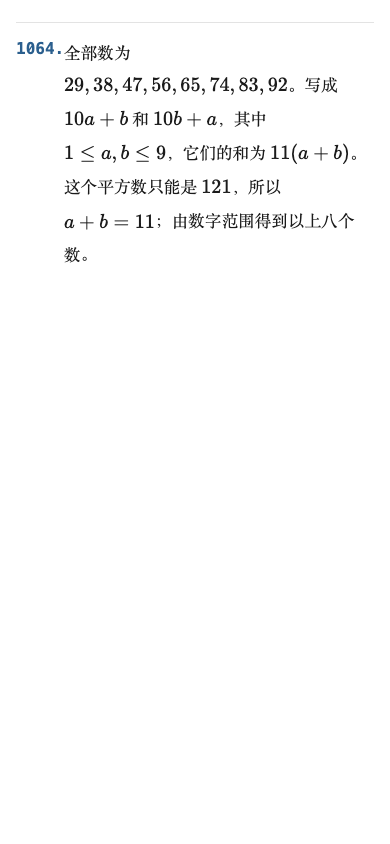 1064. 全部数为
29, 38, 47, 56, 65, 74, 83, 92。写成
10a + b 和 10b + a，其中
1 ≤ a, b ≤ 9，它们的和为 11(a + b)。
这个平方数只能是 121，所以
a + b = 11；由数字范围得到以上八个
数。